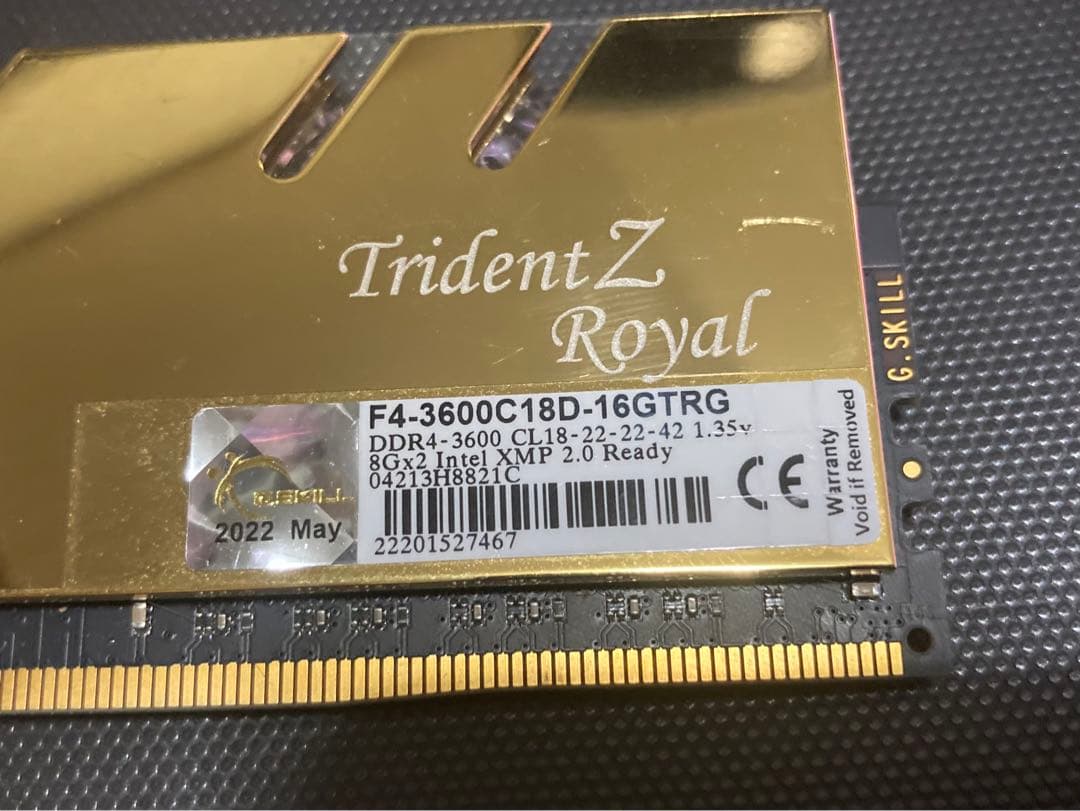 Trident Z
Royal
G.SKILL
F4-3600C18D-16GTRG
DDR4-3600 CL18-22-22-42 1.35v
8Gx2 Intel XMP 2.0 Ready
04213H8821C
22201527467
G.SKILL
2022 May
CE
Warranty
Void if Removed